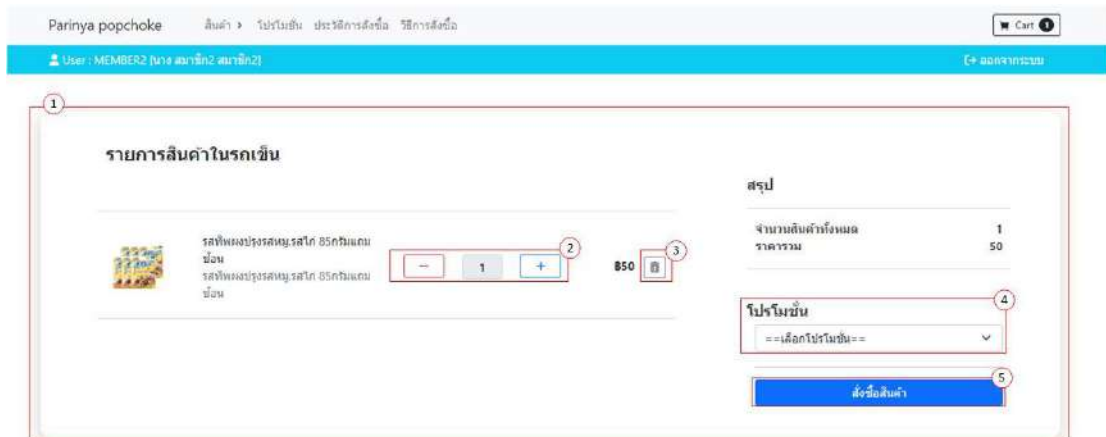 Parinya popchoke สินค้า โปรโมชั่น ประวัติการสั่งซื้อ วิธีการสั่งซื้อ Cart 1
User : MEMBER2 [นาง สมาชิก2 สมาชิก2] ออกจากระบบ
1
รายการสินค้าในรถเข็น
สรุป
จำนวนสินค้าทั้งหมด 1
ราคารวม 50
รสทิพผงปรุงรสหมู,รสไก่ 85กรัมแถม
ช้อน
รสทิพผงปรุงรสหมู,รสไก่ 85กรัมแถม
ช้อน
− 1 + 2
฿50 3
โปรโมชั่น 4
==เลือกโปรโมชั่น==
5
สั่งซื้อสินค้า